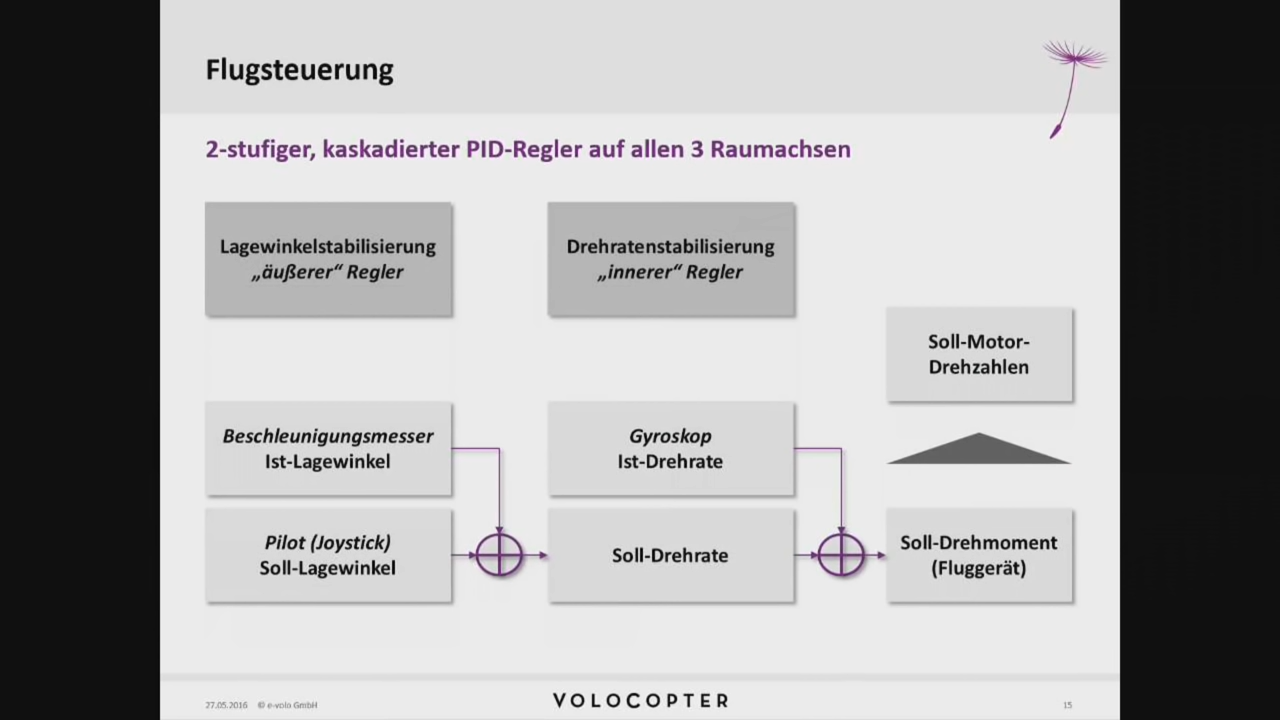 Flugsteuerung
2-stufiger, kaskadierter PID-Regler auf allen 3 Raumachsen
Lagewinkelstabilisierung
„äußerer“ Regler
Drehratenstabilisierung
„innerer“ Regler
Soll-Motor-
Drehzahlen
Beschleunigungsmesser
Ist-Lagewinkel
Gyroskop
Ist-Drehrate
Pilot (Joystick)
Soll-Lagewinkel
Soll-Drehrate
Soll-Drehmoment
(Fluggerät)
27.05.2016 © e-volo GmbH
VOLOCOPTER
15